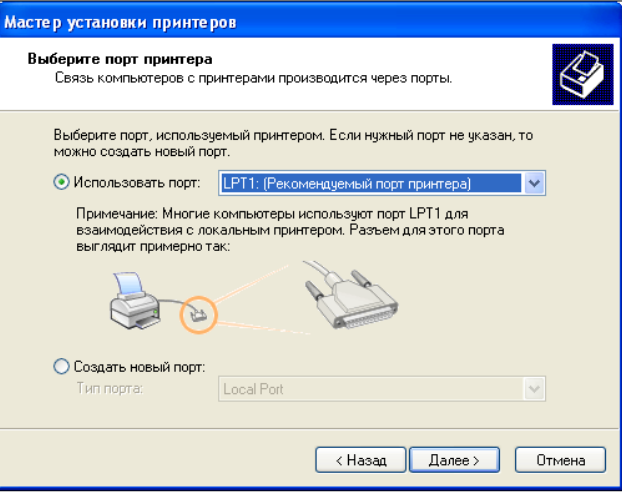 Мастер установки принтеров
Выберите порт принтера
Связь компьютеров с принтерами производится через порты.
Выберите порт, используемый принтером. Если нужный порт не указан, то
можно создать новый порт.
Использовать порт: LPT1: (Рекомендуемый порт принтера)
Примечание: Многие компьютеры используют порт LPT1 для
взаимодействия с локальным принтером. Разъем для этого порта
выглядит примерно так:
Создать новый порт:
Тип порта: Local Port
< Назад Далее > Отмена